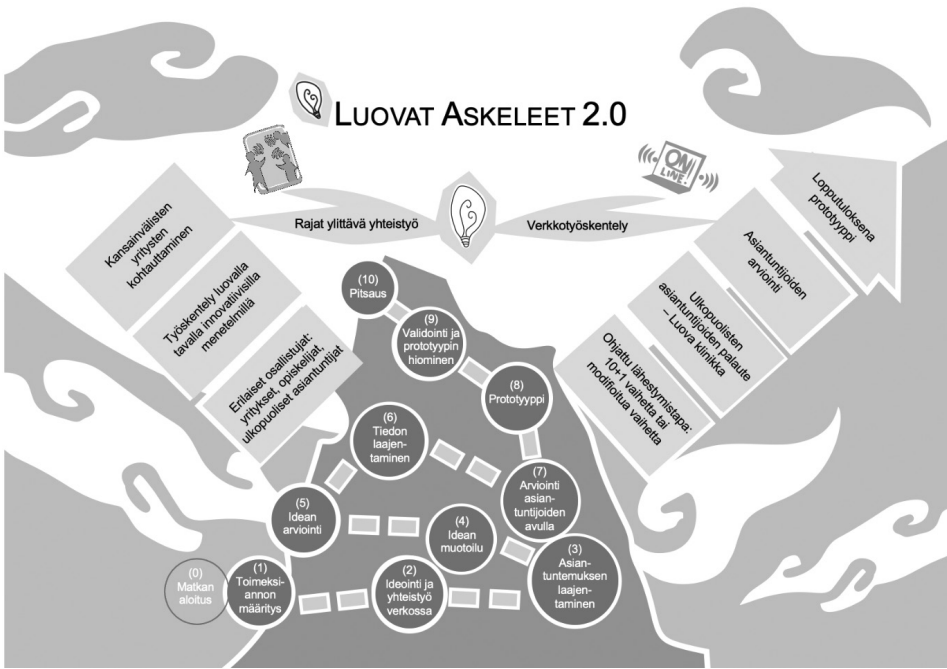 LUOVAT ASKELEET 2.0
ON
LINE!
Rajat ylittävä yhteistyö
Verkkotyöskentely
Kansainvälisten
yritysten
kohtauttaminen
Työskentely luovalla
tavalla innovatiivisilla
menetelmillä
Erilaiset osallistujat:
yritykset, opiskelijat,
ulkopuoliset asiantuntijat
Lopputuloksena
prototyyppi
Asiantuntijoiden
arviointi
Ulkopuolisten
asiantuntijoiden palaute
– Luova klinikka
Ohjattu lähestymistapa:
10+1 vaihetta tai
modifioitua vaihetta
(10)
Pitsaus
(9)
Validointi ja
prototyypin
hiominen
(8)
Prototyyppi
(6)
Tiedon
laajen-
taminen
(7)
Arviointi
asian-
tuntijoiden
avulla
(5)
Idean
arviointi
(4)
Idean
muotoilu
(3)
Asian-
tuntemuksen
laajen-
taminen
(2)
Ideointi ja
yhteistyö
verkossa
(1)
Toimeksi-
annon
määritys
(0)
Matkan
aloitus